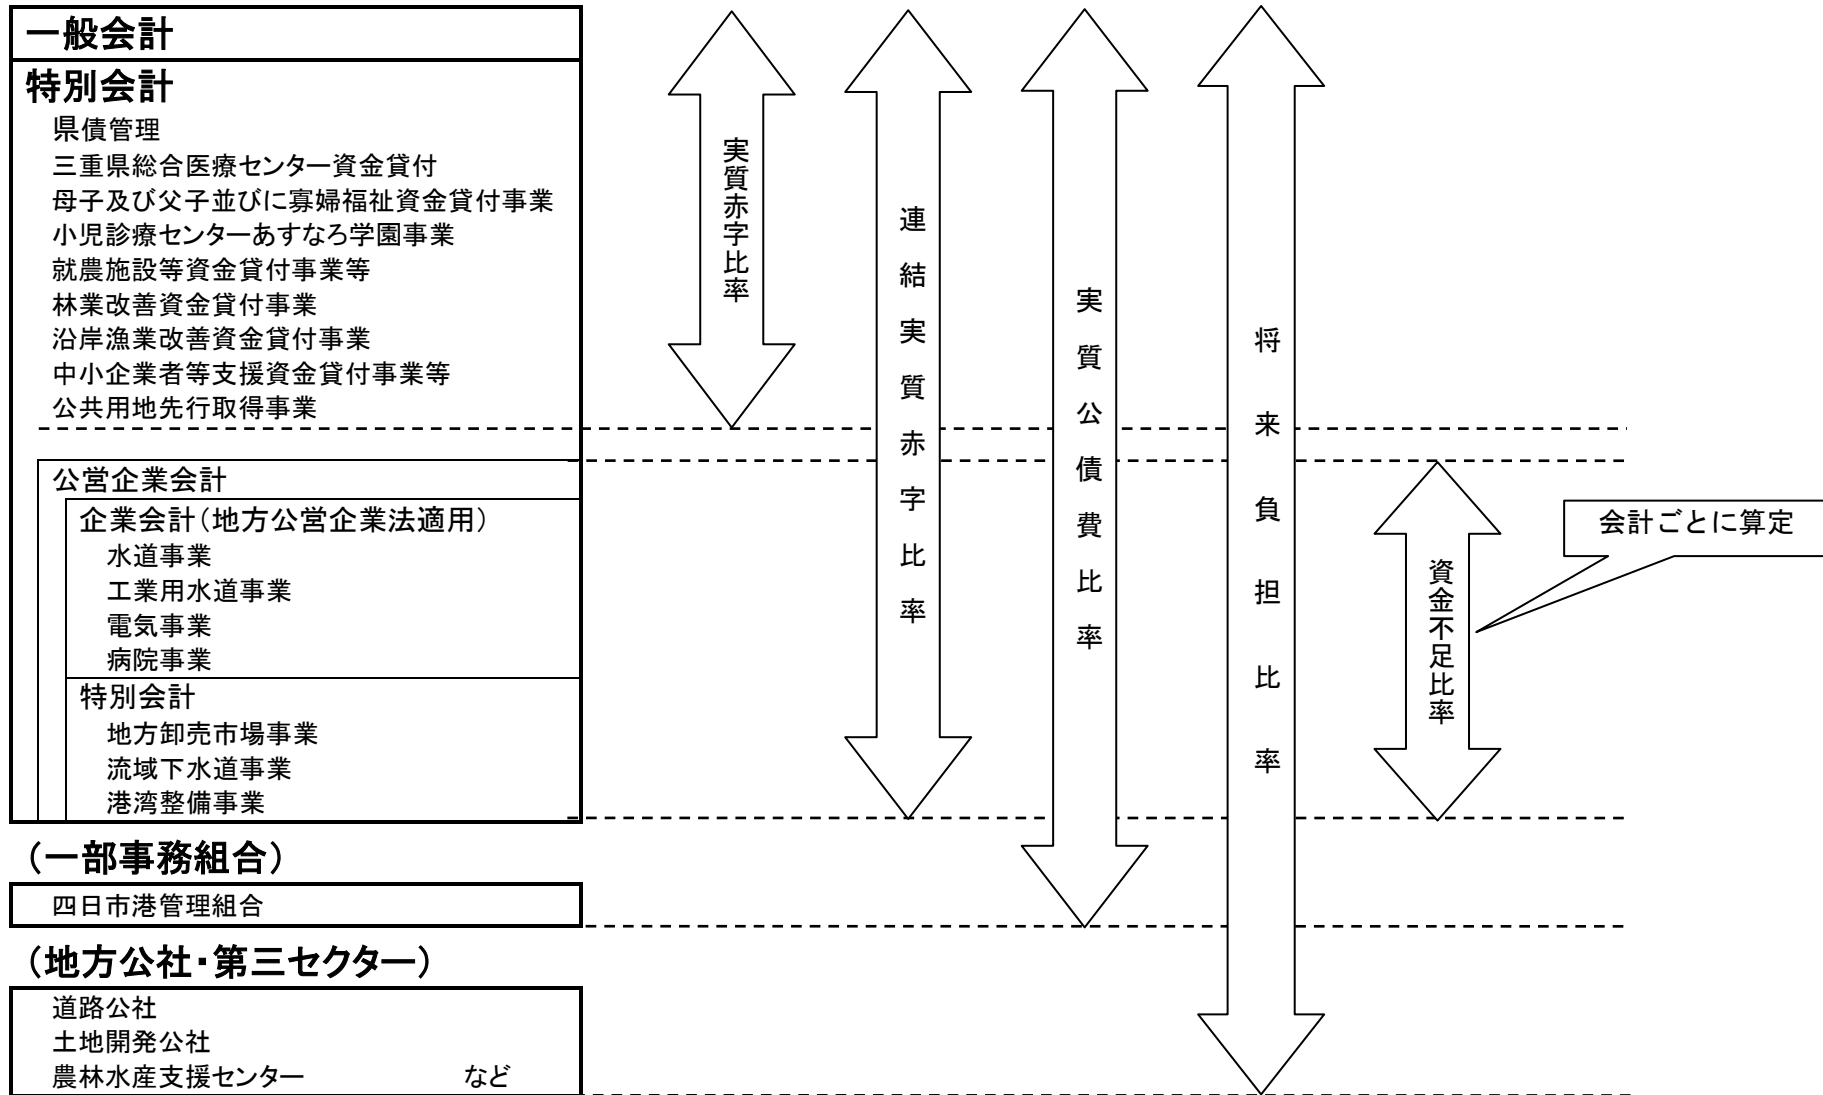 一般会計
特別会計
県債管理
三重県総合医療センター資金貸付
母子及び父子並びに寡婦福祉資金貸付事業
小児診療センターあすなろ学園事業
就農施設等資金貸付事業等
林業改善資金貸付事業
沿岸漁業改善資金貸付事業
中小企業者等支援資金貸付事業等
公共用地先行取得事業
公営企業会計
企業会計（地方公営企業法適用）
水道事業
工業用水道事業
電気事業
病院事業
特別会計
地方卸売市場事業
流域下水道事業
港湾整備事業
（一部事務組合）
四日市港管理組合
（地方公社・第三セクター）
道路公社
土地開発公社
農林水産支援センター　　　　　など
実質赤字比率
連結実質赤字比率
実質公債費比率
将来負担比率
資金不足比率
会計ごとに算定